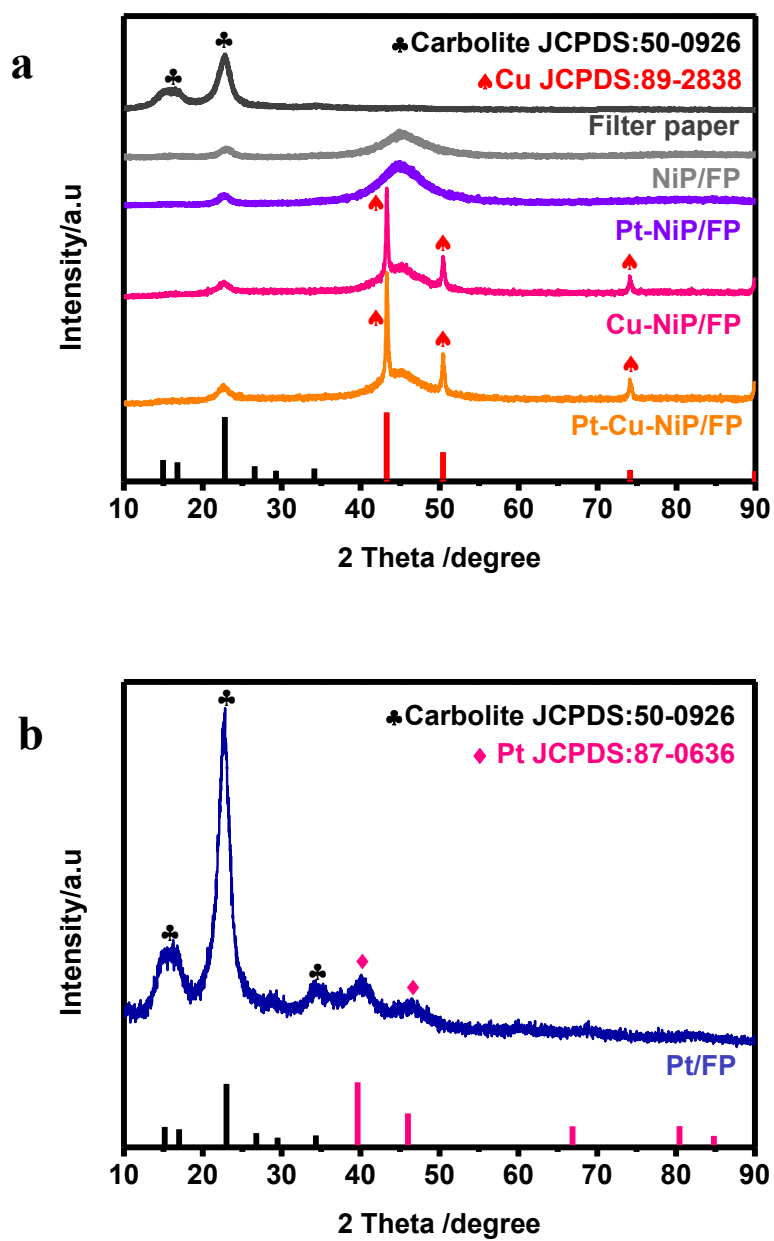 a
♣Carbolite JCPDS:50-0926
♠Cu JCPDS:89-2838
Filter paper
NiP/FP
Pt-NiP/FP
Cu-NiP/FP
Pt-Cu-NiP/FP
Intensity/a.u
10 20 30 40 50 60 70 80 90
2 Theta /degree
b
♣Carbolite JCPDS:50-0926
♦ Pt JCPDS:87-0636
Pt/FP
Intensity/a.u
10 20 30 40 50 60 70 80 90
2 Theta /degree